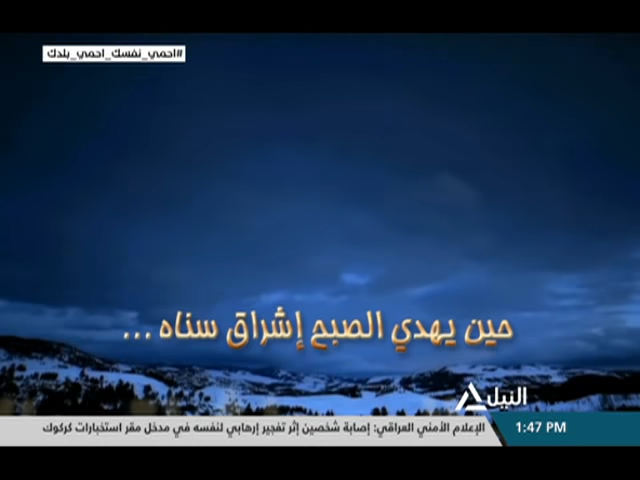 #احمي_نفسك_احمي_بلدك
حين يهدي الصبح إشراق سناه ...
النيل
الإعلام الأمني العراقي: إصابة شخصين إثر تفجير إرهابي لنفسه في مدخل مقر استخبارات كركوك
1:47 PM